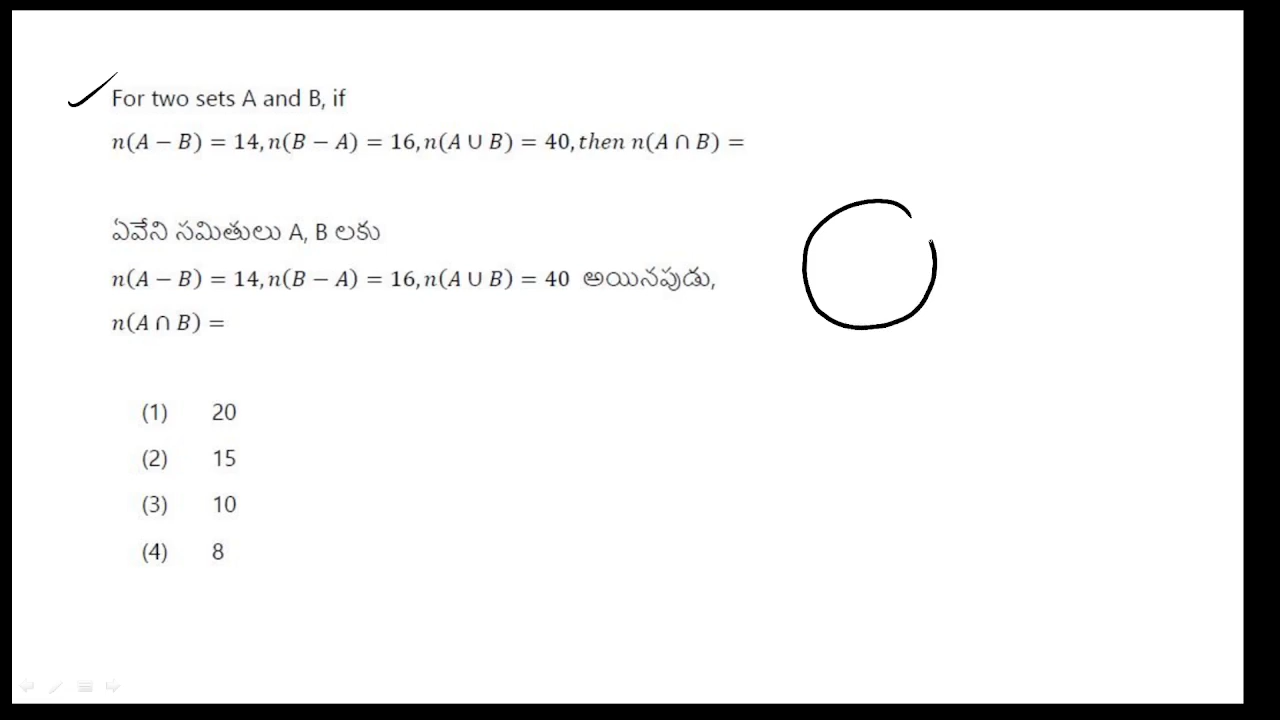 For two sets A and B, if
n(A − B) = 14, n(B − A) = 16, n(A ∪ B) = 40, then n(A ∩ B) =
ఏవేని సమితులు A, B లకు
n(A − B) = 14, n(B − A) = 16, n(A ∪ B) = 40 అయినపుడు,
n(A ∩ B) =
(1) 20
(2) 15
(3) 10
(4) 8